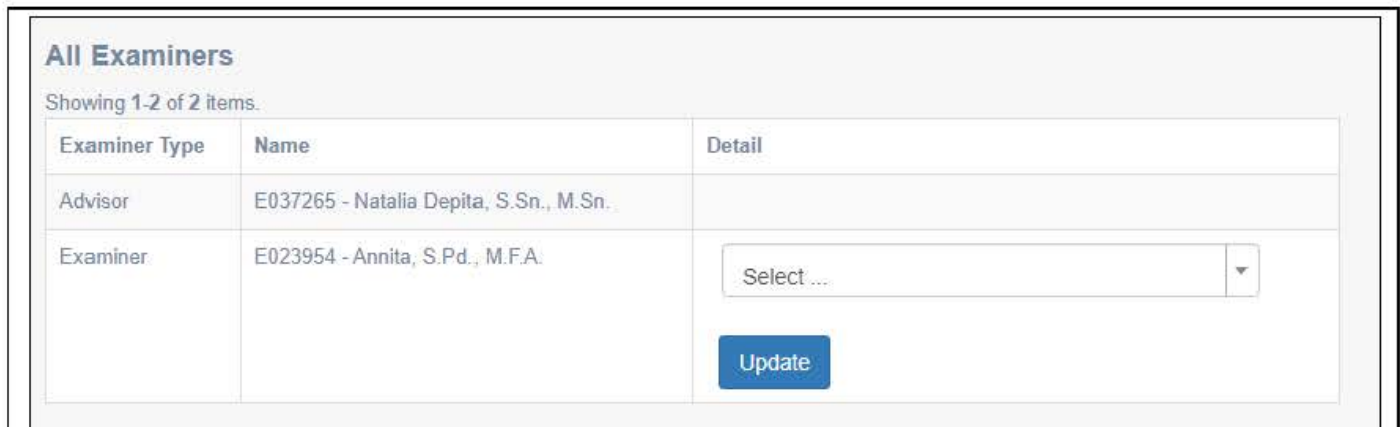 All Examiners
Showing 1-2 of 2 items.
Examiner Type Name Detail
Advisor E037265 - Natalia Depita, S.Sn., M.Sn.
Examiner E023954 - Annita, S.Pd., M.F.A.
Select ...
Update